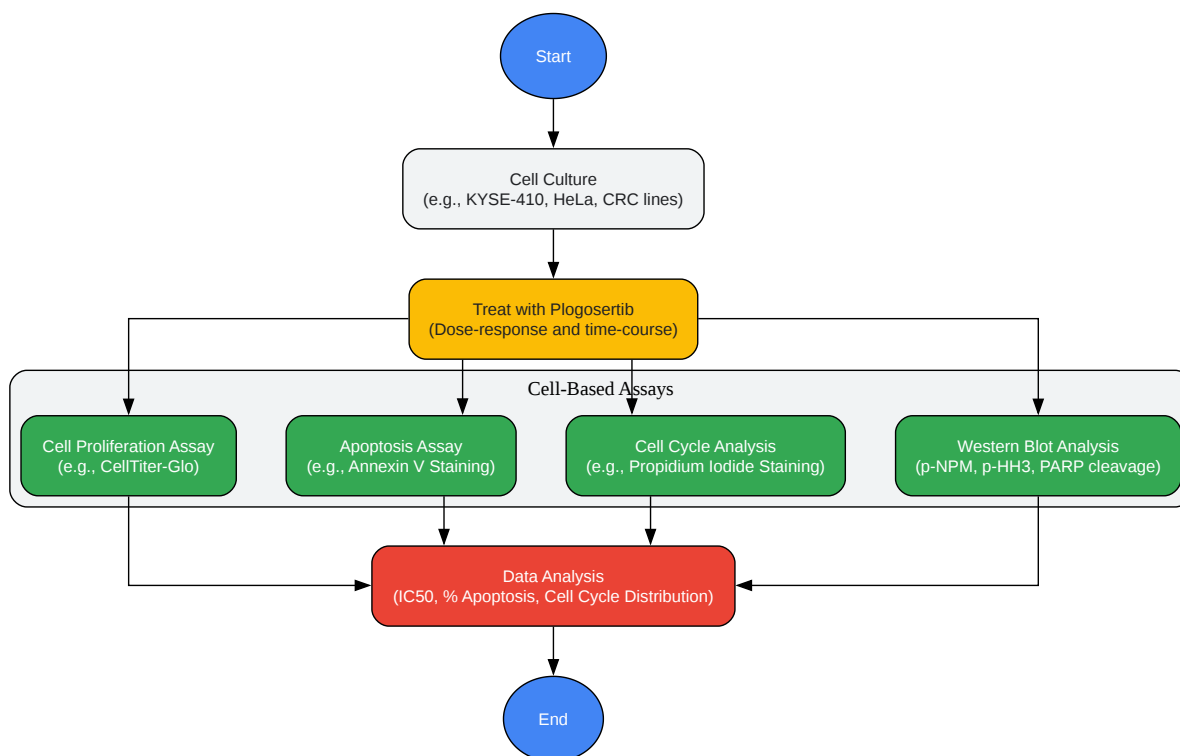 Start
Cell Culture
(e.g., KYSE-410, HeLa, CRC lines)
Treat with Plogosertib
(Dose-response and time-course)
Cell-Based Assays
Cell Proliferation Assay
(e.g., CellTiter-Glo)
Apoptosis Assay
(e.g., Annexin V Staining)
Cell Cycle Analysis
(e.g., Propidium Iodide Staining)
Western Blot Analysis
(p-NPM, p-HH3, PARP cleavage)
Data Analysis
(IC50, % Apoptosis, Cell Cycle Distribution)
End